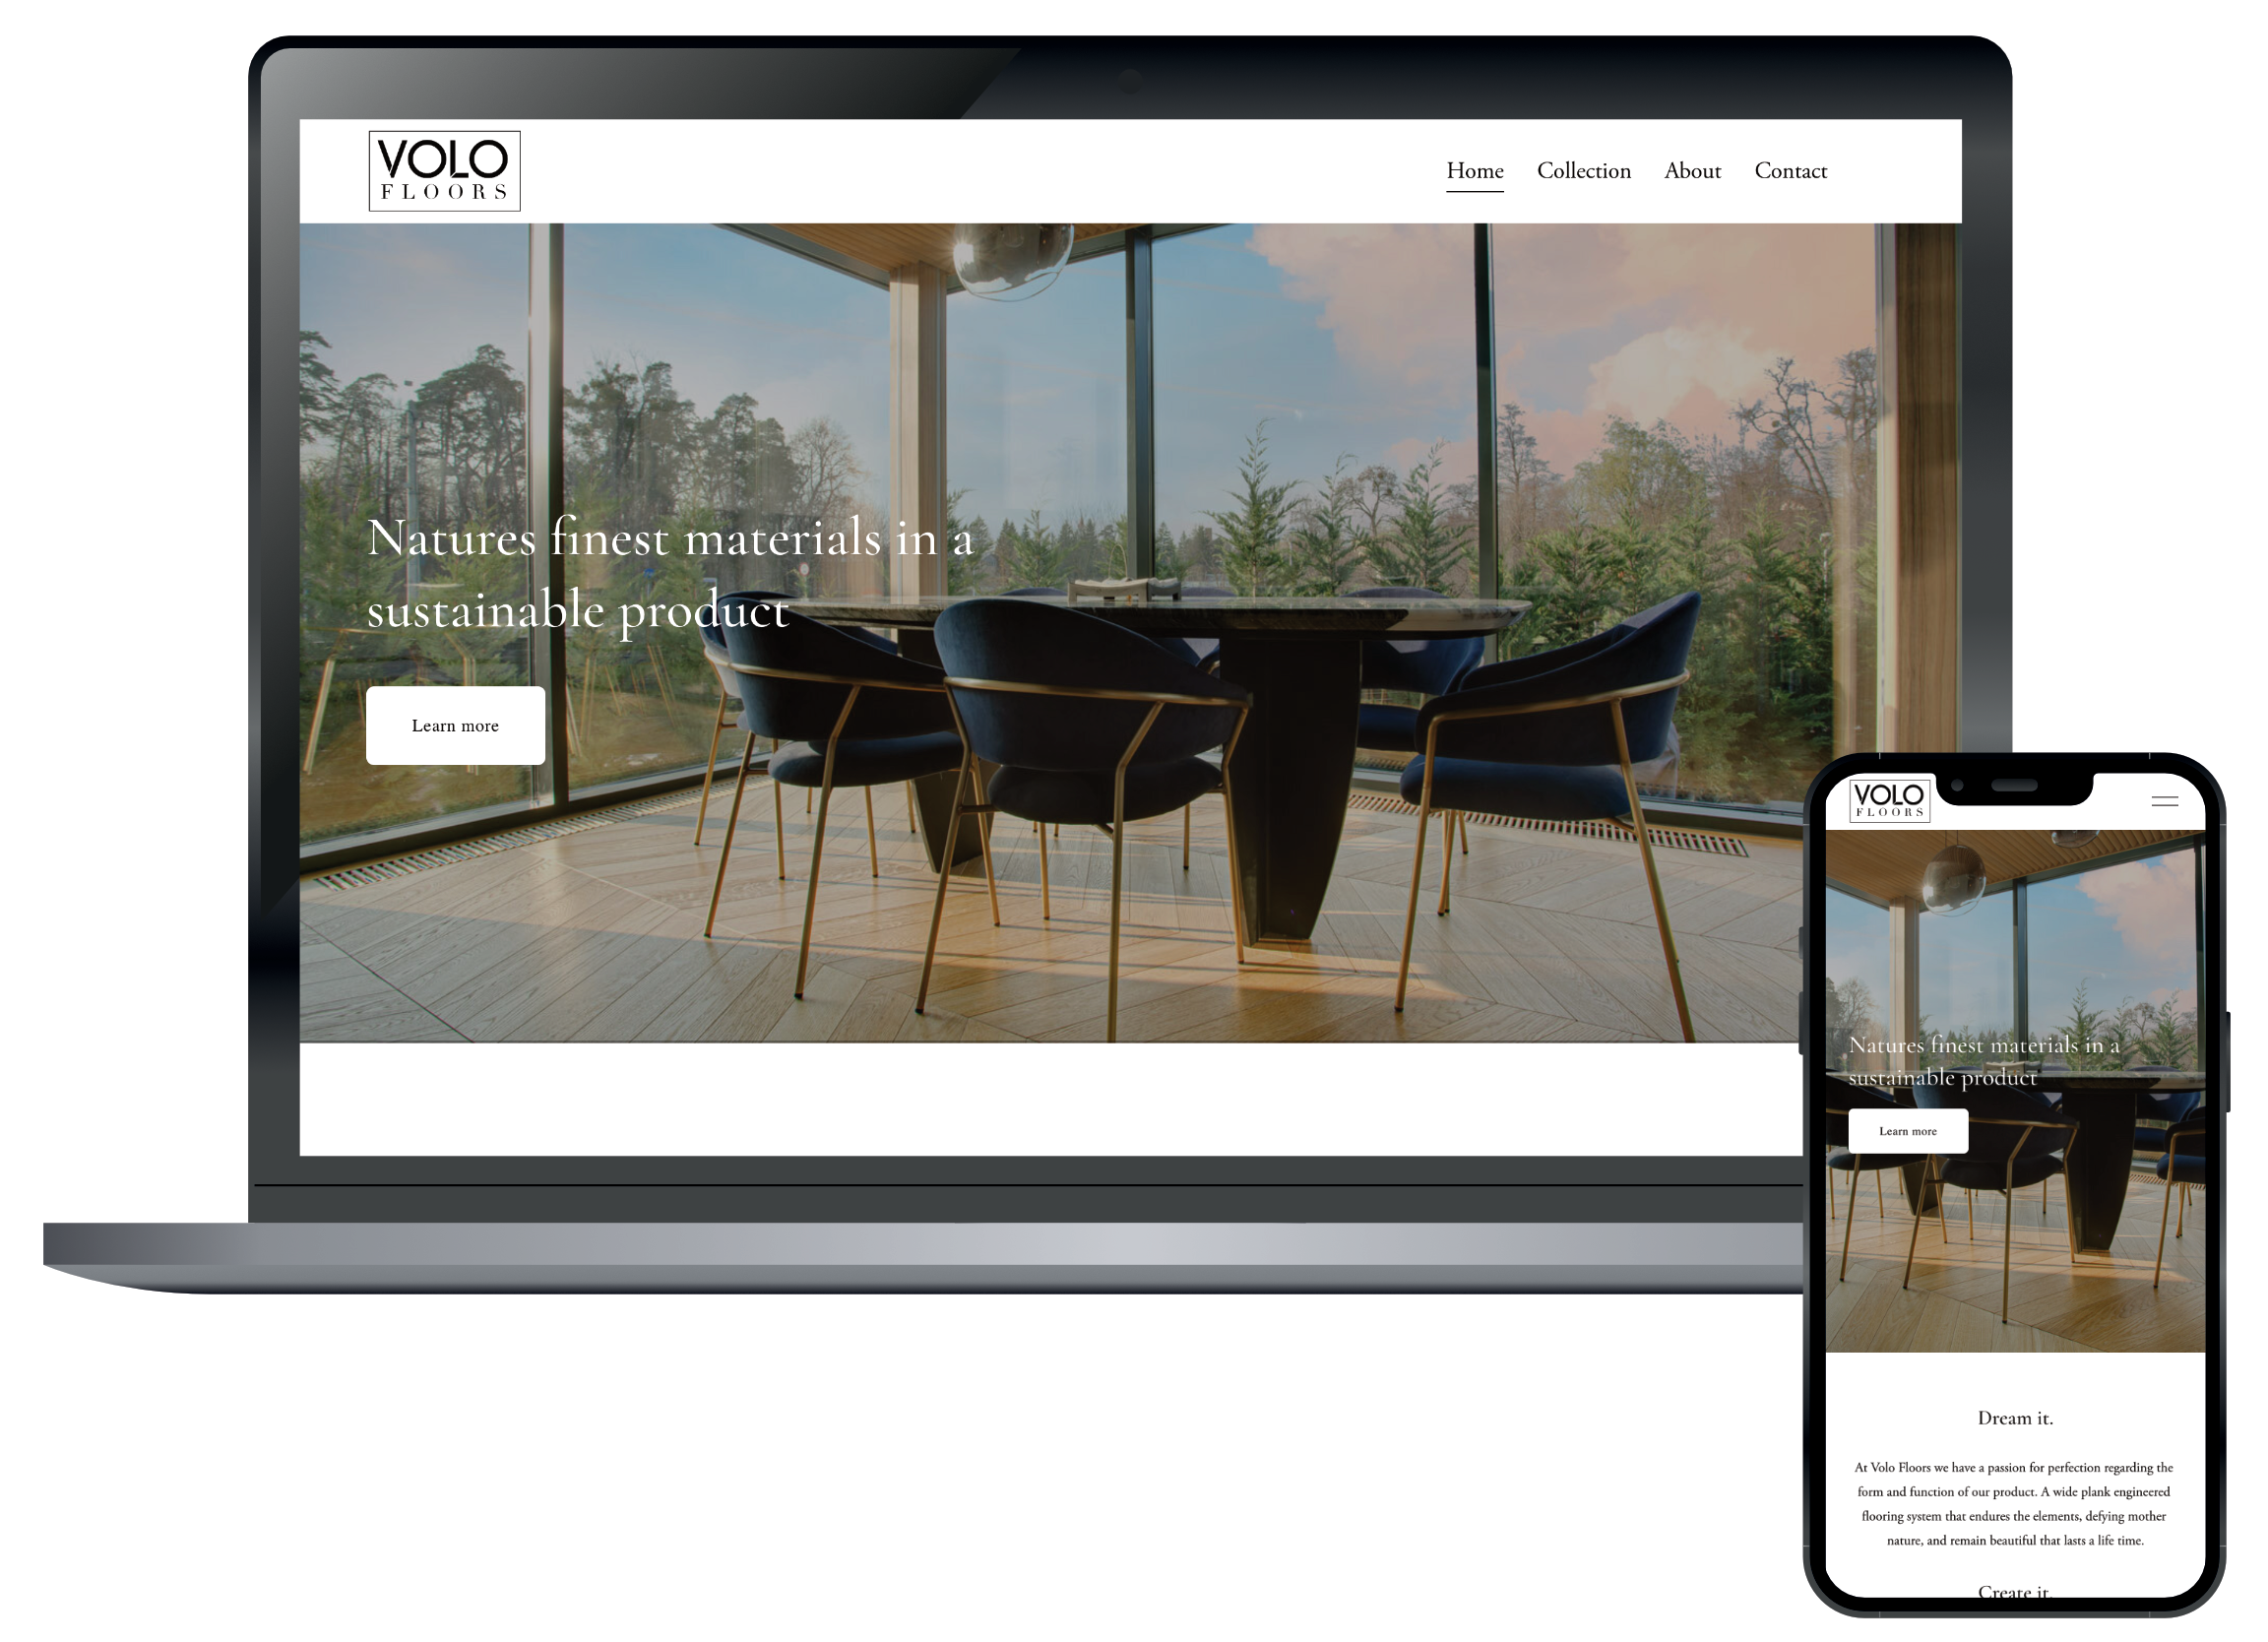 VOLO
FLOORS
Home Collection About Contact
Natures finest materials in a
sustainable product
Learn more
VOLO
FLOORS
Natures finest materials in a
sustainable product
Learn more
Dream it.
At Volo Floors we have a passion for perfection regarding the
form and function of our product. A wide plank engineered
flooring system that endures the elements, defying mother
nature, and remain beautiful that lasts a life time.
Create it.